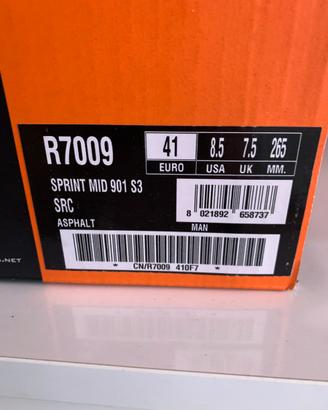 R7009
41 8.5 7.5 265
EURO USA UK MM.
SPRINT MID 901 S3
SRC
8 021892 658737
ASPHALT
MAN
* CN/R7009 410F7 *
.NET